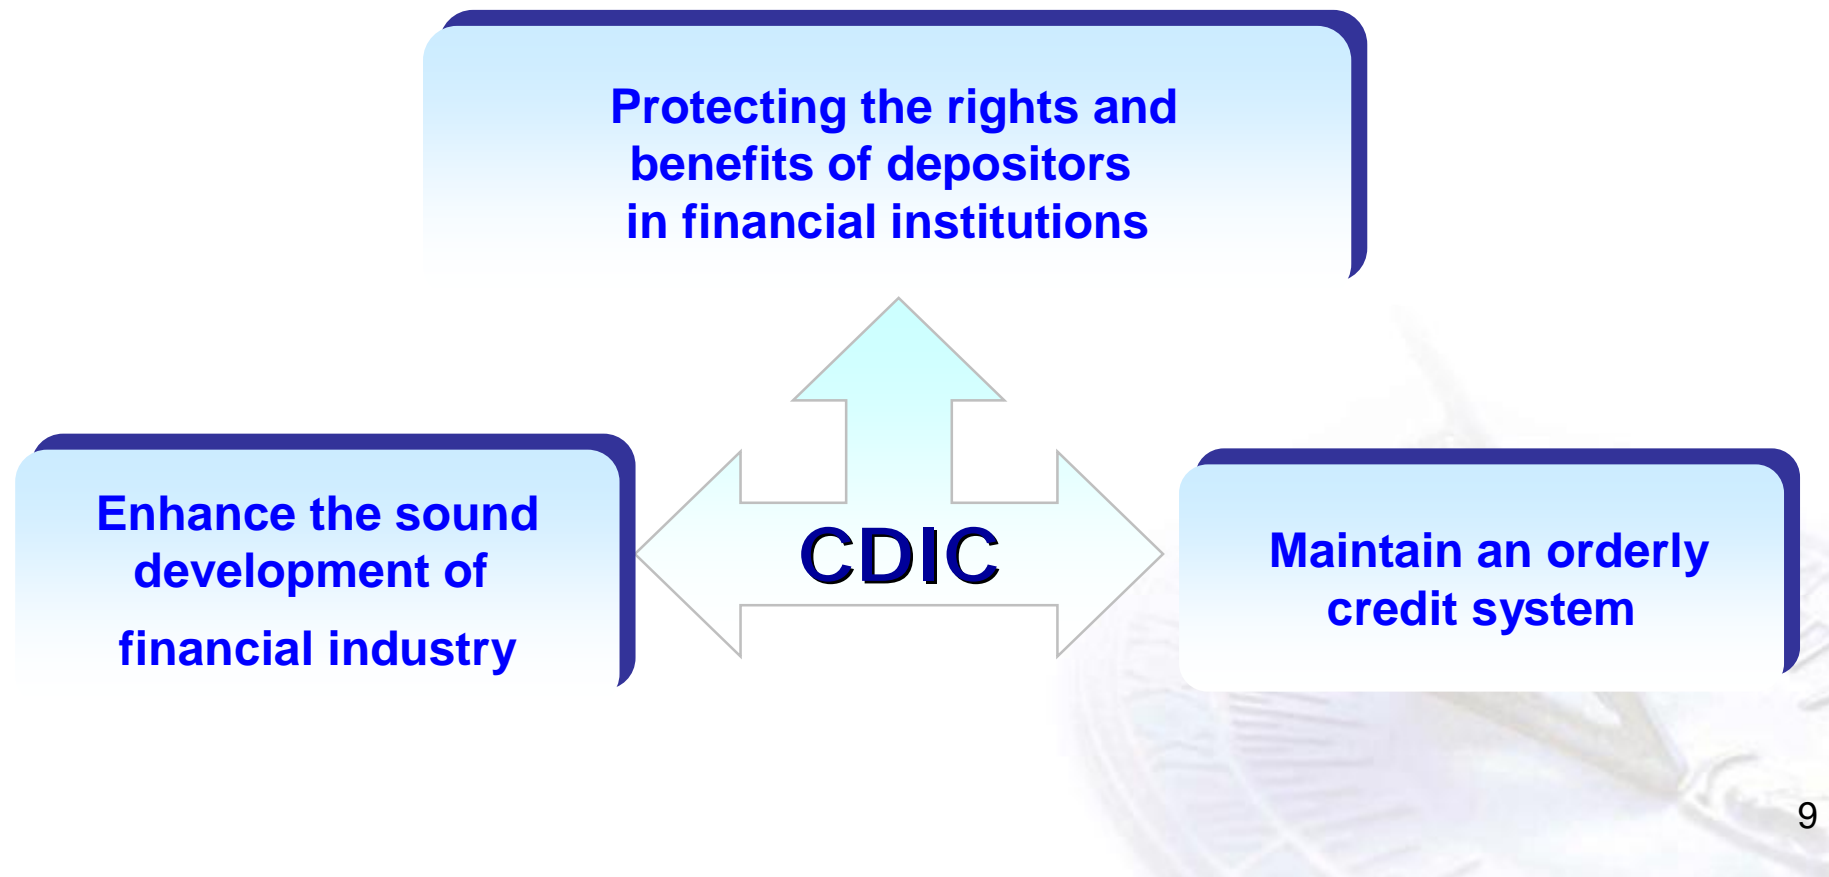 Protecting the rights and
benefits of depositors
in financial institutions
Enhance the sound
development of
financial industry
CDIC
Maintain an orderly
credit system
9